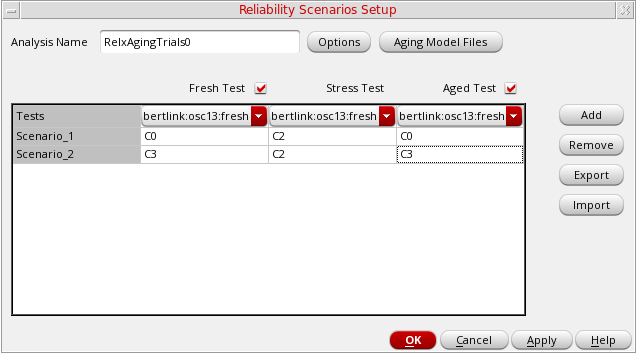 Reliability Scenarios Setup
Analysis Name RelxAgingTrials0 Options Aging Model Files
Fresh Test Stress Test Aged Test
Tests bertlink:osc13:fresh bertlink:osc13:fresh bertlink:osc13:fresh Add
Scenario_1 C0 C2 C0
Remove
Scenario_2 C3 C2 C3
Export
Import
OK Cancel Apply Help